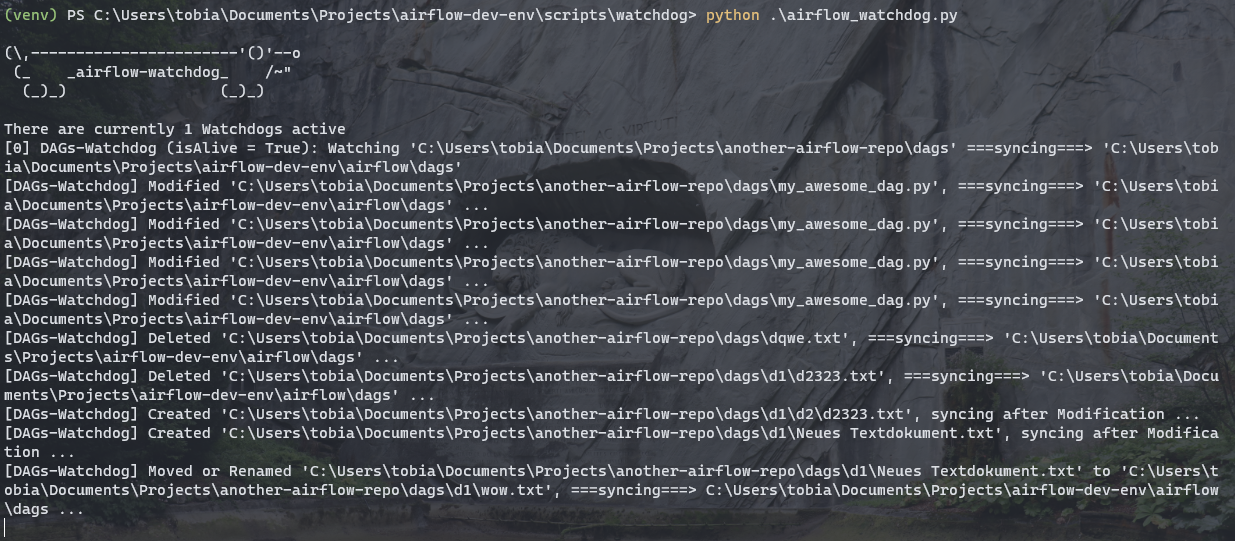 (venv) PS C:\Users\tobia\Documents\Projects\airflow-dev-env\scripts\watchdog> python .\airflow_watchdog.py
(\,-----------------------'()'--o
 (_    _airflow-watchdog_    /~"
  (_)_)                 (_)_)
There are currently 1 Watchdogs active
[0] DAGs-Watchdog (isAlive = True): Watching 'C:\Users\tobia\Documents\Projects\another-airflow-repo\dags' ===syncing===> 'C:\Users\tob
ia\Documents\Projects\airflow-dev-env\airflow\dags'
[DAGs-Watchdog] Modified 'C:\Users\tobia\Documents\Projects\another-airflow-repo\dags\my_awesome_dag.py', ===syncing===> 'C:\Users\tobi
a\Documents\Projects\airflow-dev-env\airflow\dags' ...
[DAGs-Watchdog] Modified 'C:\Users\tobia\Documents\Projects\another-airflow-repo\dags\my_awesome_dag.py', ===syncing===> 'C:\Users\tobi
a\Documents\Projects\airflow-dev-env\airflow\dags' ...
[DAGs-Watchdog] Modified 'C:\Users\tobia\Documents\Projects\another-airflow-repo\dags\my_awesome_dag.py', ===syncing===> 'C:\Users\tobi
a\Documents\Projects\airflow-dev-env\airflow\dags' ...
[DAGs-Watchdog] Modified 'C:\Users\tobia\Documents\Projects\another-airflow-repo\dags\my_awesome_dag.py', ===syncing===> 'C:\Users\tobi
a\Documents\Projects\airflow-dev-env\airflow\dags' ...
[DAGs-Watchdog] Deleted 'C:\Users\tobia\Documents\Projects\another-airflow-repo\dags\dqwe.txt', ===syncing===> 'C:\Users\tobia\Document
s\Projects\airflow-dev-env\airflow\dags' ...
[DAGs-Watchdog] Deleted 'C:\Users\tobia\Documents\Projects\another-airflow-repo\dags\d1\d2323.txt', ===syncing===> 'C:\Users\tobia\Docu
ments\Projects\airflow-dev-env\airflow\dags' ...
[DAGs-Watchdog] Created 'C:\Users\tobia\Documents\Projects\another-airflow-repo\dags\d1\d2\d2323.txt', syncing after Modification ...
[DAGs-Watchdog] Created 'C:\Users\tobia\Documents\Projects\another-airflow-repo\dags\d1\Neues Textdokument.txt', syncing after Modifica
tion ...
[DAGs-Watchdog] Moved or Renamed 'C:\Users\tobia\Documents\Projects\another-airflow-repo\dags\d1\Neues Textdokument.txt' to 'C:\Users\t
obia\Documents\Projects\another-airflow-repo\dags\d1\wow.txt', ===syncing===> C:\Users\tobia\Documents\Projects\airflow-dev-env\airflow
\dags ...